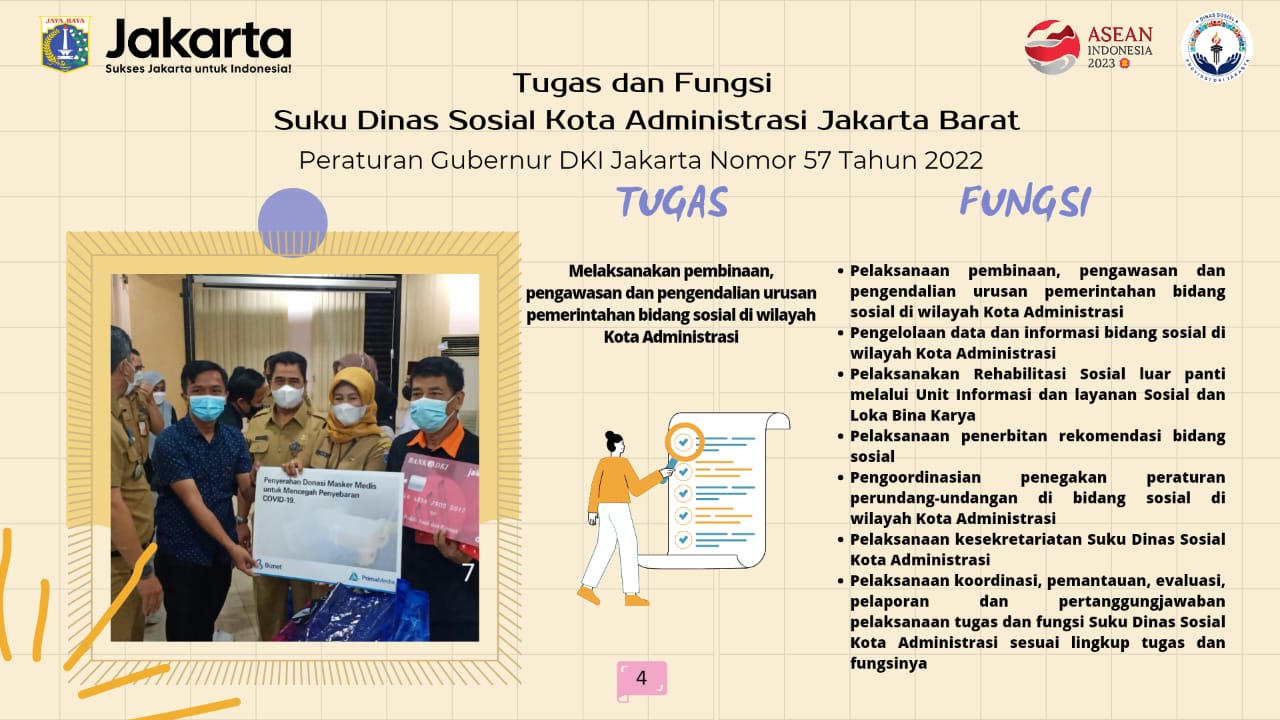 JAYA RAYA
Jakarta
Sukses Jakarta untuk Indonesia!
ASEAN
INDONESIA
2023
DINAS SOSIAL
PROVINSI DKI JAKARTA
Tugas dan Fungsi
Suku Dinas Sosial Kota Administrasi Jakarta Barat
Peraturan Gubernur DKI Jakarta Nomor 57 Tahun 2022
TUGAS
Melaksanakan pembinaan,
pengawasan dan pengendalian urusan
pemerintahan bidang sosial di wilayah
Kota Administrasi
FUNGSI
• Pelaksanaan pembinaan, pengawasan dan
pengendalian urusan pemerintahan bidang
sosial di wilayah Kota Administrasi
• Pengelolaan data dan informasi bidang sosial di
wilayah Kota Administrasi
• Pelaksanakan Rehabilitasi Sosial luar panti
melalui Unit Informasi dan layanan Sosial dan
Loka Bina Karya
• Pelaksanaan penerbitan rekomendasi bidang
sosial
• Pengoordinasian penegakan peraturan
perundang-undangan di bidang sosial di
wilayah Kota Administrasi
• Pelaksanaan kesekretariatan Suku Dinas Sosial
Kota Administrasi
• Pelaksanaan koordinasi, pemantauan, evaluasi,
pelaporan dan pertanggungjawaban
pelaksanaan tugas dan fungsi Suku Dinas Sosial
Kota Administrasi sesuai lingkup tugas dan
fungsinya
BANK DKI
Penyerahan Donasi Masker Medis
untuk Mencegah Penyebaran
COVID-19.
Biznet
PrimaMedia
7
4